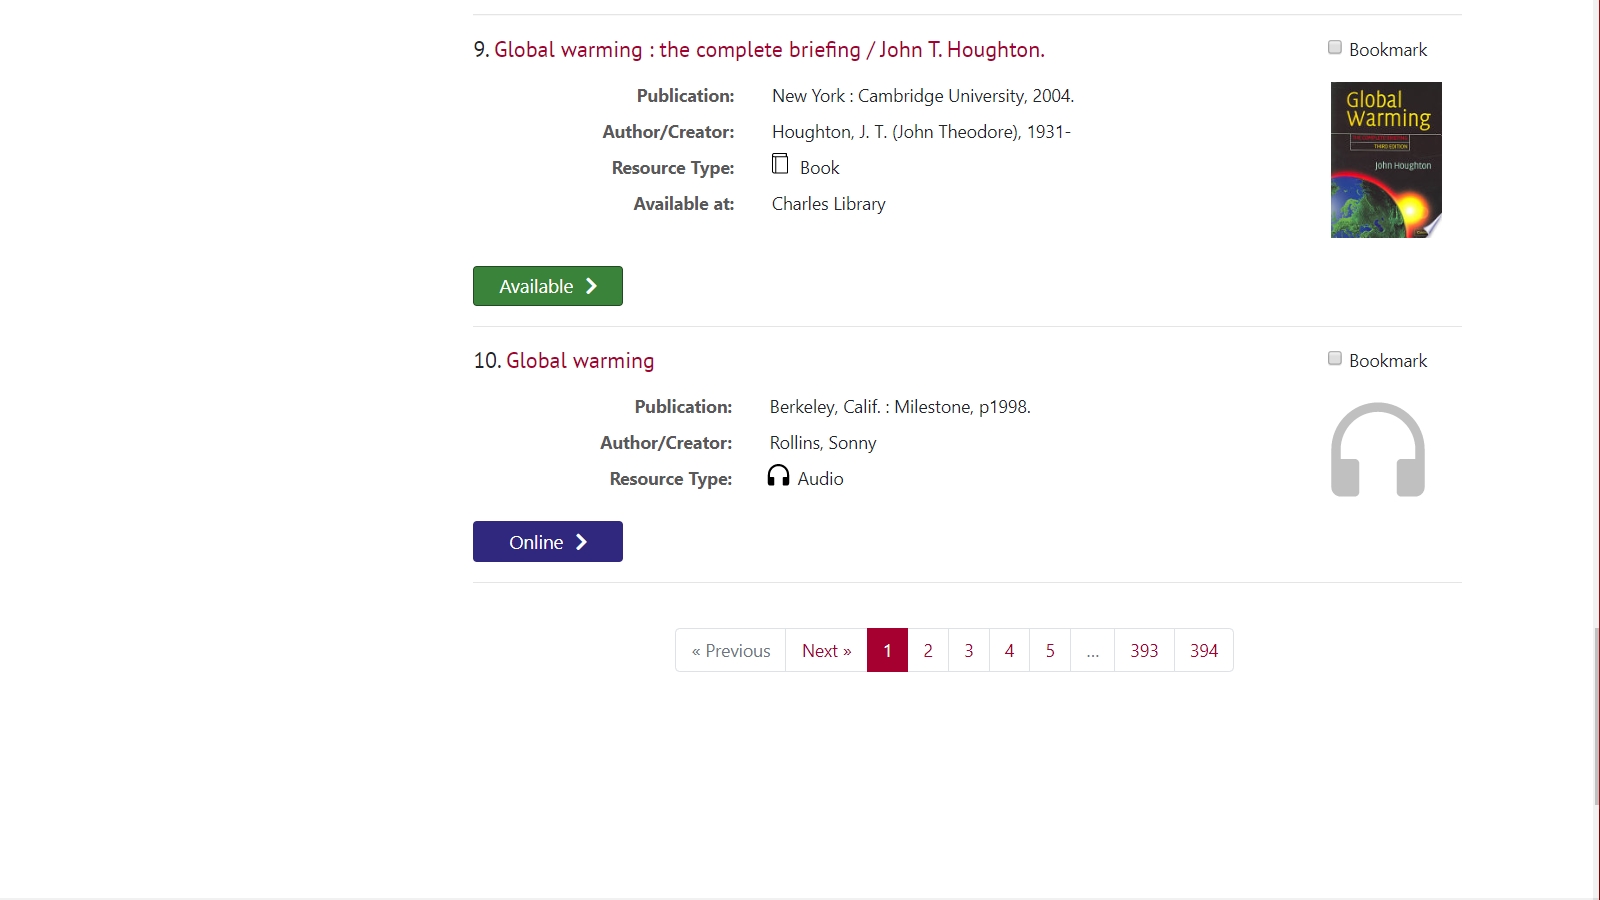 9. Global warming : the complete briefing / John T. Houghton.
Bookmark
Publication: New York : Cambridge University, 2004.
Author/Creator: Houghton, J. T. (John Theodore), 1931-
Resource Type: Book
Available at: Charles Library
Global
Warming
THIRD EDITION
John Houghton
Available
10. Global warming
Bookmark
Publication: Berkeley, Calif. : Milestone, p1998.
Author/Creator: Rollins, Sonny
Resource Type: Audio
Online
« Previous Next » 1 2 3 4 5 ... 393 394